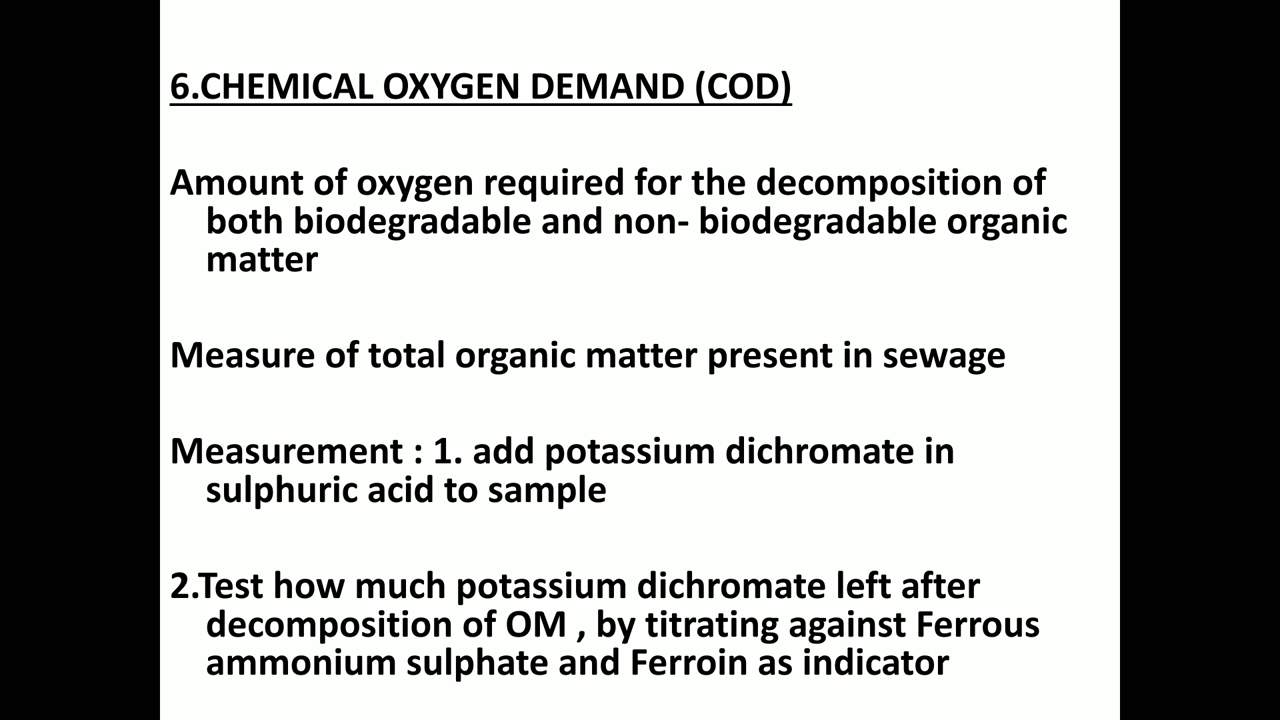 6.CHEMICAL OXYGEN DEMAND (COD)
Amount of oxygen required for the decomposition of
both biodegradable and non- biodegradable organic
matter
Measure of total organic matter present in sewage
Measurement : 1. add potassium dichromate in
sulphuric acid to sample
2.Test how much potassium dichromate left after
decomposition of OM , by titrating against Ferrous
ammonium sulphate and Ferroin as indicator